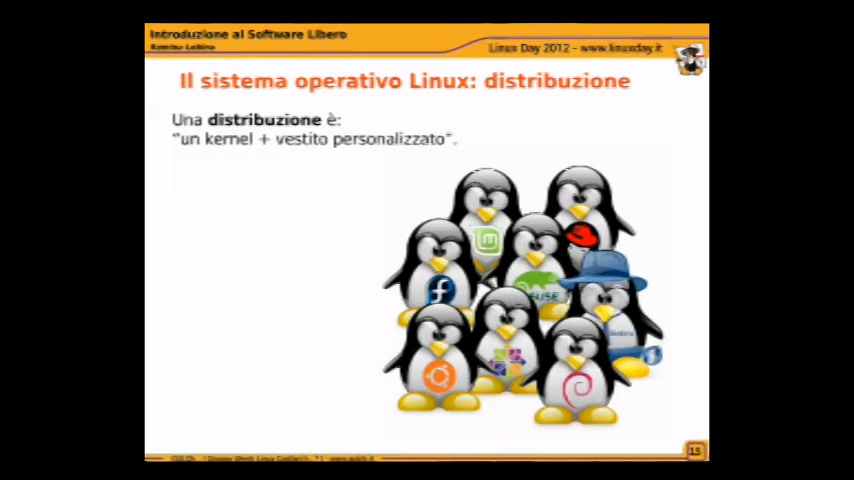 Introduzione al Software Libero
Linux Day 2012 - www.linuxday.it
Il sistema operativo Linux: distribuzione
Una distribuzione è:
"un kernel + vestito personalizzato".
15